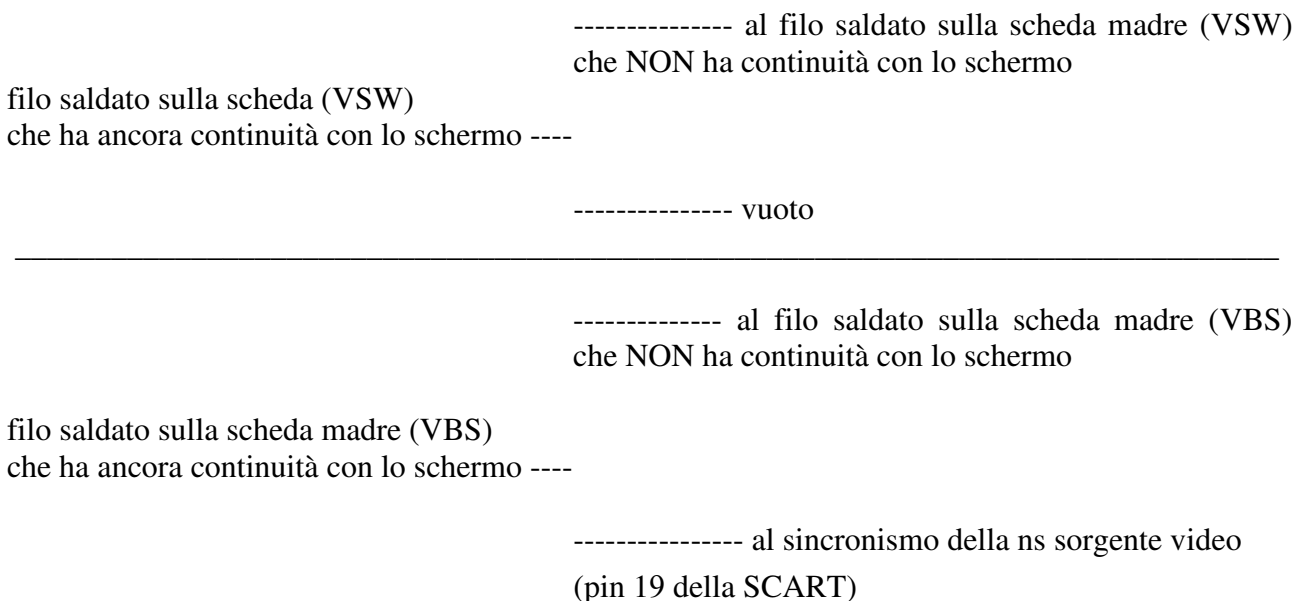 --------------- al filo saldato sulla scheda madre (VSW)
che NON ha continuità con lo schermo
filo saldato sulla scheda (VSW)
che ha ancora continuità con lo schermo ----
--------------- vuoto
________________________________________________________________________________
-------------- al filo saldato sulla scheda madre (VBS)
che NON ha continuità con lo schermo
filo saldato sulla scheda madre (VBS)
che ha ancora continuità con lo schermo ----
---------------- al sincronismo della ns sorgente video
(pin 19 della SCART)